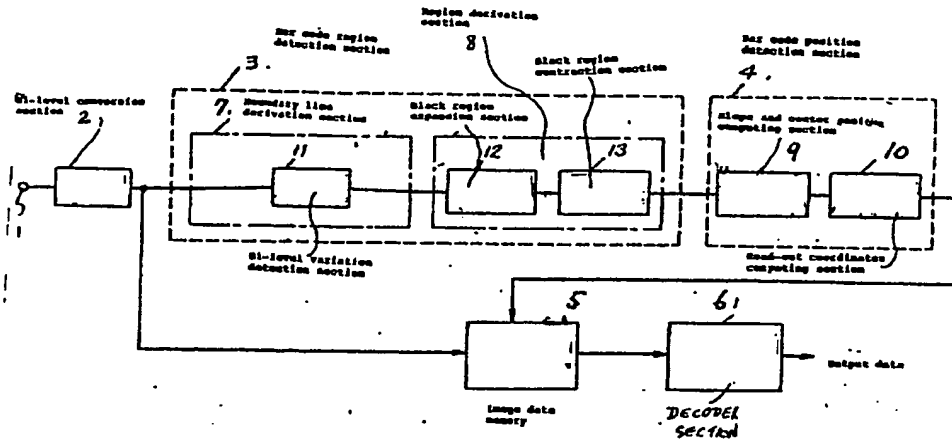 Region derivation
section
8
Bar code region
detection section
3.
Black region
contraction section
Bar code position
detection section
4.
Bi-level conversion
section
2
7.
Boundary line
derivation section
Black region
expansion section
Slope and center position
computing section
11
12
13
9
10
1
Bi-level variation
detection section
Read-out coordinates
computing section
5
6
Output data
Image data
memory
DECODER
SECTION